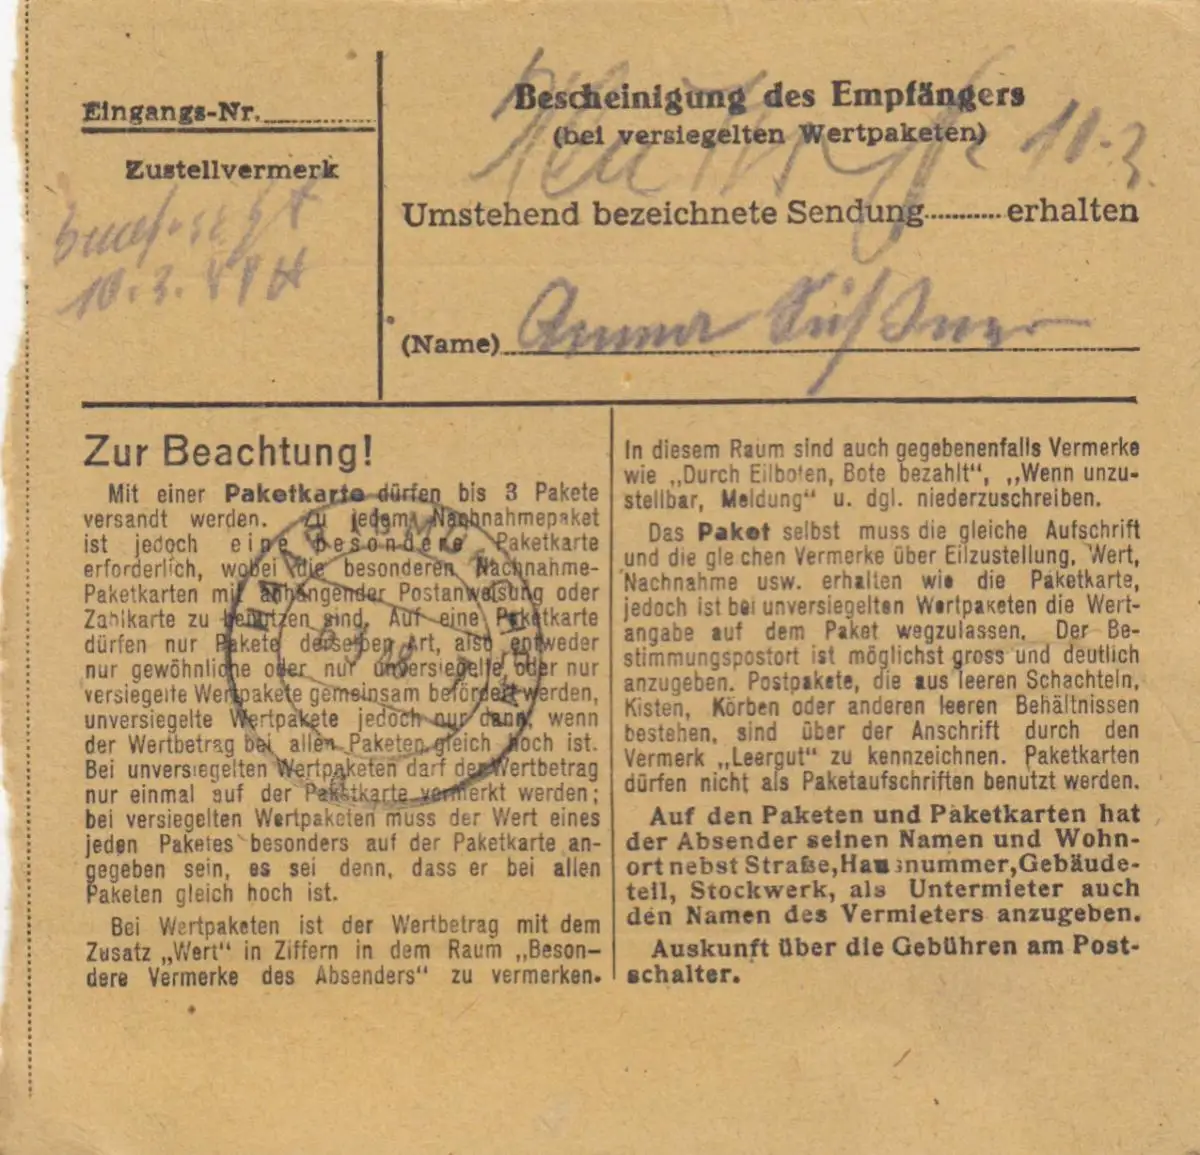 Eingangs-Nr.
Zustellvermerk
10.3.
Bescheinigung des Empfängers
(bei versiegelten Wertpaketen)
10.3.
Umstehend bezeichnete Sendung erhalten
(Name) Anna
Zur Beachtung!
Mit einer Paketkarte dürfen bis 3 Pakete
versandt werden. Zu jedem Nachnahmepaket
ist jedoch eine besondere Paketkarte
erforderlich, wobei die besonderen Nachnahme-
Paketkarten mit anhängender Postanweisung oder
Zahlkarte zu benützen sind. Auf eine Paketkarte
dürfen nur Pakete derselben Art, also entweder
nur gewöhnliche oder nur unversiegelte oder nur
versiegelte Wertpakete gemeinsam befördert werden,
unversiegelte Wertpakete jedoch nur dann, wenn
der Wertbetrag bei allen Paketen gleich hoch ist.
Bei unversiegelten Wertpaketen darf der Wertbetrag
nur einmal auf der Paketkarte vermerkt werden;
bei versiegelten Wertpaketen muss der Wert eines
jeden Paketes besonders auf der Paketkarte an-
gegeben sein, es sei denn, dass er bei allen
Paketen gleich hoch ist.
Bei Wertpaketen ist der Wertbetrag mit dem
Zusatz „Wert“ in Ziffern in dem Raum „Beson-
dere Vermerke des Absenders“ zu vermerken.
In diesem Raum sind auch gegebenenfalls Vermerke
wie „Durch Eilboten, Bote bezahlt“, „Wenn unzu-
stellbar, Meldung“ u. dgl. niederzuschreiben.
Das Paket selbst muss die gleiche Aufschrift
und die gleichen Vermerke über Eilzustellung, Wert,
Nachnahme usw. erhalten wie die Paketkarte,
jedoch ist bei unversiegelten Wertpaketen die Wert-
angabe auf dem Paket wegzulassen. Der Be-
stimmungspostort ist möglichst gross und deutlich
anzugeben. Postpakete, die aus leeren Schachteln,
Kisten, Körben oder anderen leeren Behältnissen
bestehen, sind über der Anschrift durch den
Vermerk „Leergut“ zu kennzeichnen. Paketkarten
dürfen nicht als Paketaufschriften benutzt werden.
Auf den Paketen und Paketkarten hat
der Absender seinen Namen und Wohn-
ort nebst Straße, Hausnummer, Gebäude-
teil, Stockwerk, als Untermieter auch
den Namen des Vermieters anzugeben.
Auskunft über die Gebühren am Post-
schalter.